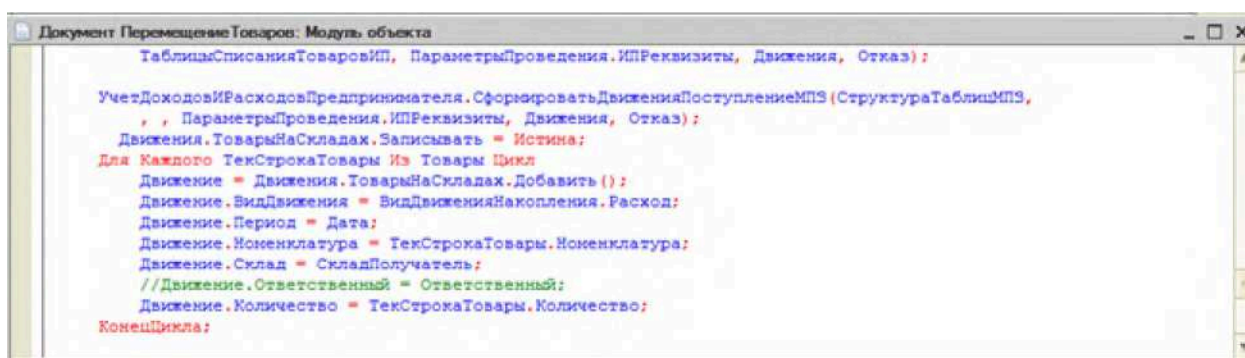 Документ ПеремещениеТоваров: Модуль объекта
ТаблицыСписанияТоваровИП, ПараметрыПроведения.ИПРеквизиты, Движения, Отказ);
УчетДоходовИРасходовПредпринимателя.СформироватьДвиженияПоступлениеМПЗ(СтруктураТаблицМПЗ,
, , ПараметрыПроведения.ИПРеквизиты, Движения, Отказ);
Движения.ТоварыНаСкладах.Записывать = Истина;
Для Каждого ТекСтрокаТовары Из Товары Цикл
Движение = Движения.ТоварыНаСкладах.Добавить();
Движение.ВидДвижения = ВидДвиженияНакопления.Расход;
Движение.Период = Дата;
Движение.Номенклатура = ТекСтрокаТовары.Номенклатура;
Движение.Склад = СкладПолучатель;
//Движение.Ответственный = Ответственный;
Движение.Количество = ТекСтрокаТовары.Количество;
КонецЦикла;